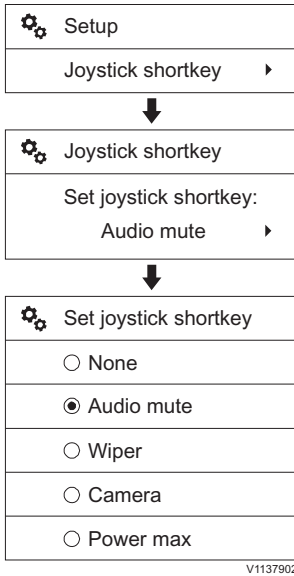 Setup
Joystick shortkey
Joystick shortkey
Set joystick shortkey:
Audio mute
Set joystick shortkey
None
Audio mute
Wiper
Camera
Power max
V1137902